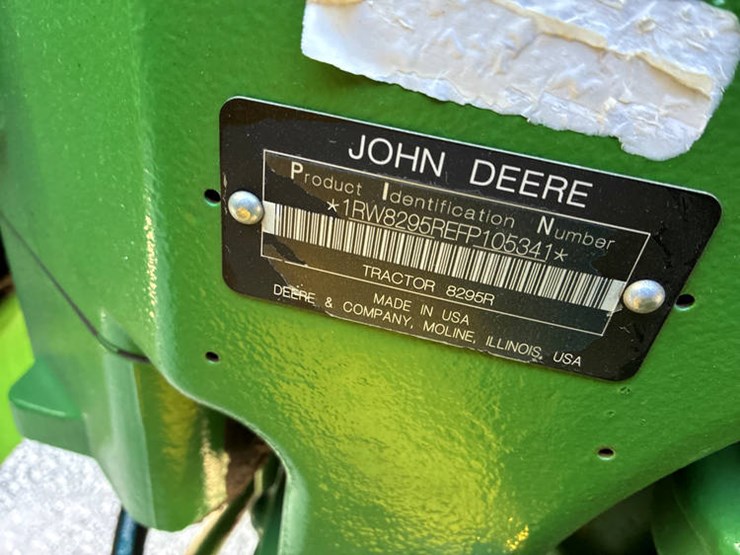 JOHN DEERE
Product Identification Number
*1RW8295REFP105341*
TRACTOR 8295R
MADE IN USA
DEERE & COMPANY, MOLINE, ILLINOIS, USA